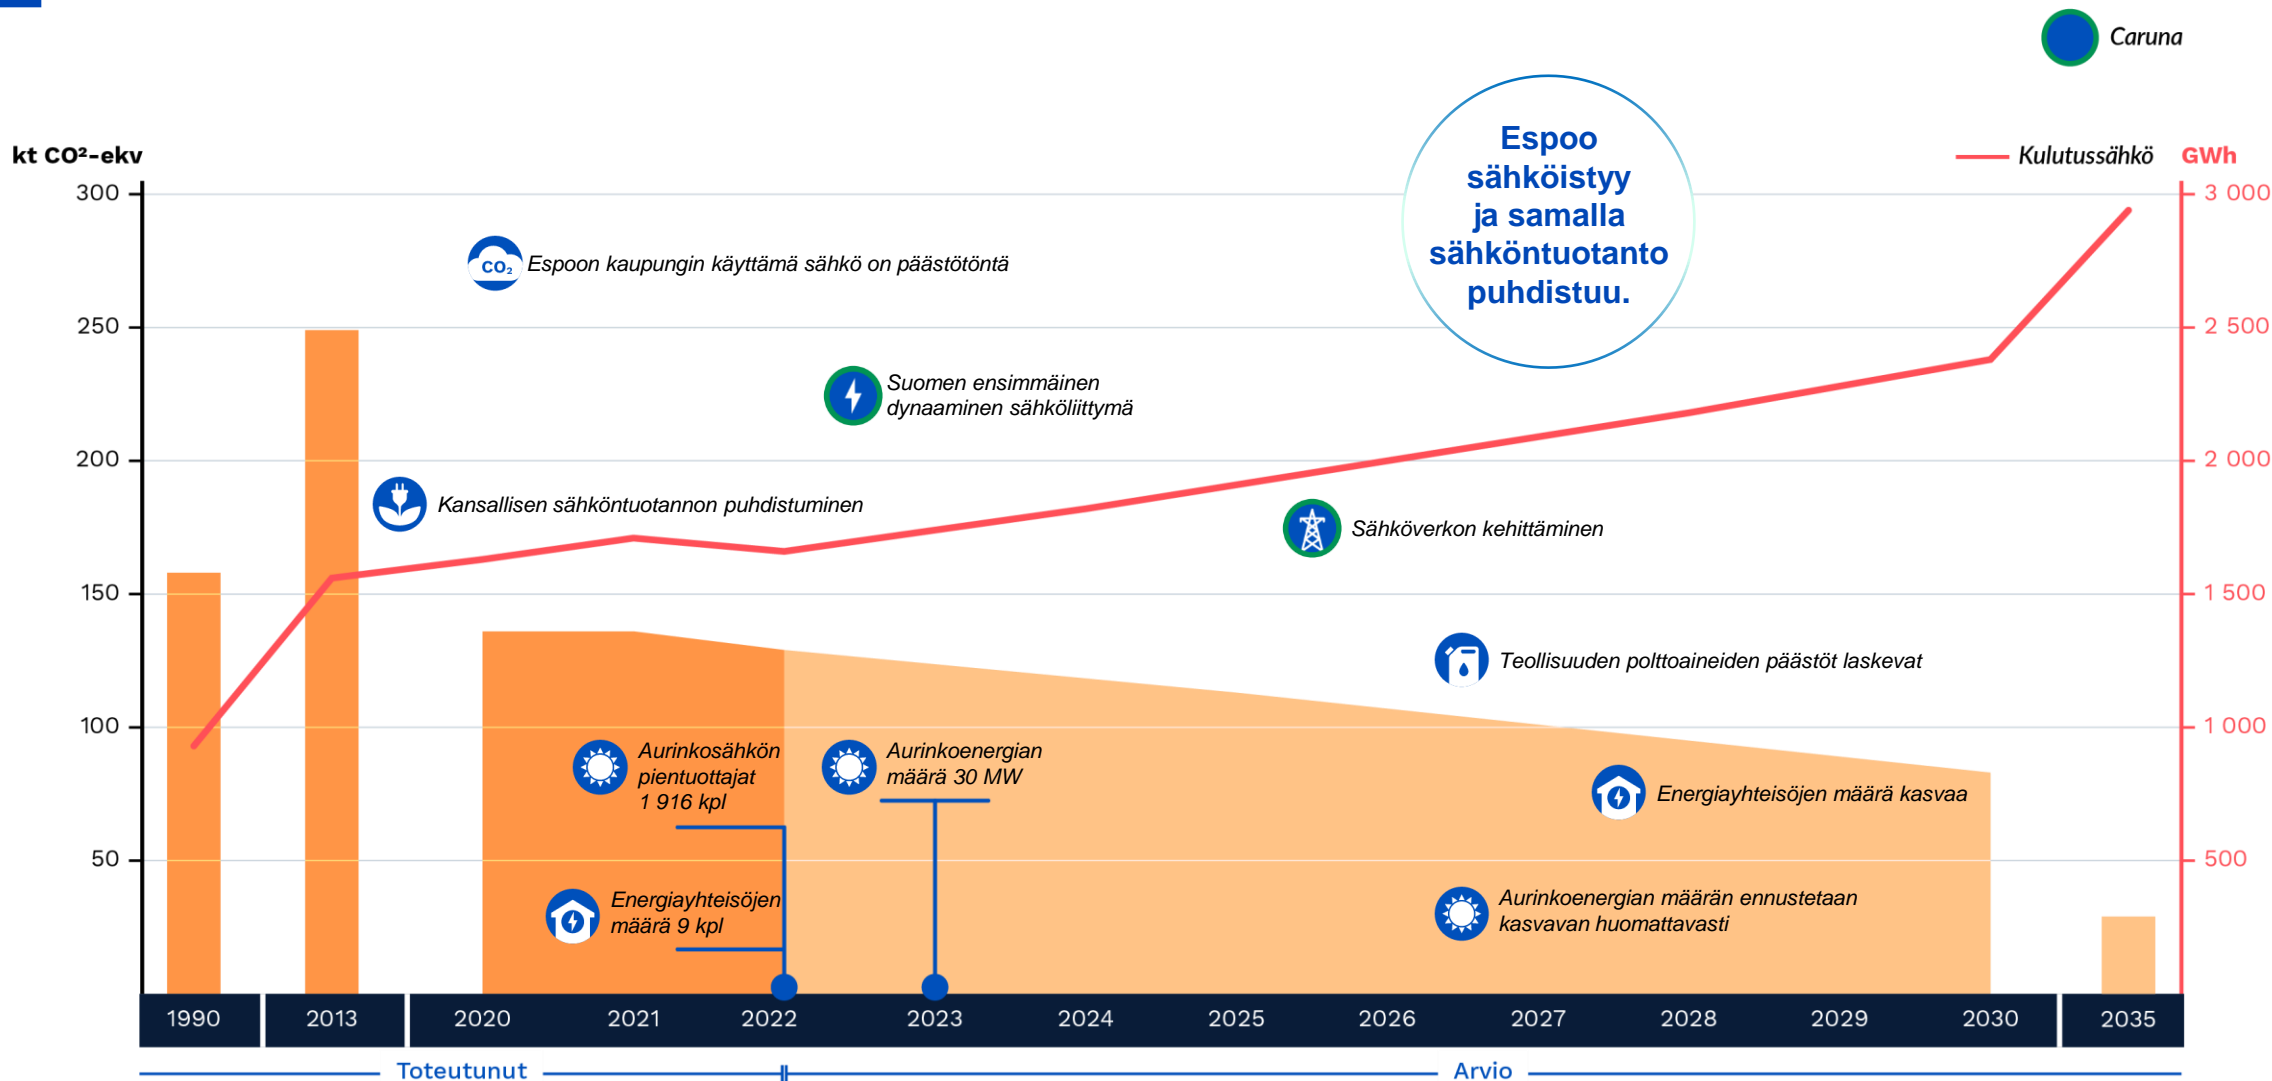 Caruna
kt CO²-ekv
Kulutussähkö
GWh
Espoo
sähköistyy
ja samalla
sähköntuotanto
puhdistuu.
300
250
200
150
100
50
3 000
2 500
2 000
1 500
1 000
500
CO₂
Espoon kaupungin käyttämä sähkö on päästötöntä
Suomen ensimmäinen
dynaaminen sähköliittymä
Kansallisen sähköntuotannon puhdistuminen
Sähköverkon kehittäminen
Teollisuuden polttoaineiden päästöt laskevat
Aurinkosähkön
pientuottajat
1 916 kpl
Aurinkoenergian
määrä 30 MW
Energiayhteisöjen määrä kasvaa
Energiayhteisöjen
määrä 9 kpl
Aurinkoenergian määrän ennustetaan
kasvavan huomattavasti
1990
2013
2020
2021
2022
2023
2024
2025
2026
2027
2028
2029
2030
2035
Toteutunut
Arvio